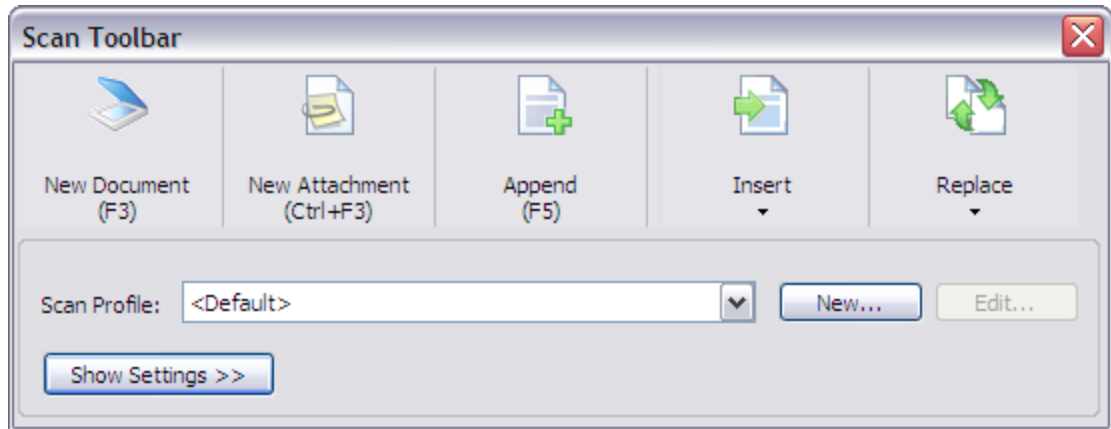 Scan Toolbar
New Document
(F3)
New Attachment
(Ctrl+F3)
Append
(F5)
Insert
Replace
Scan Profile:
<Default>
New...
Edit...
Show Settings >>